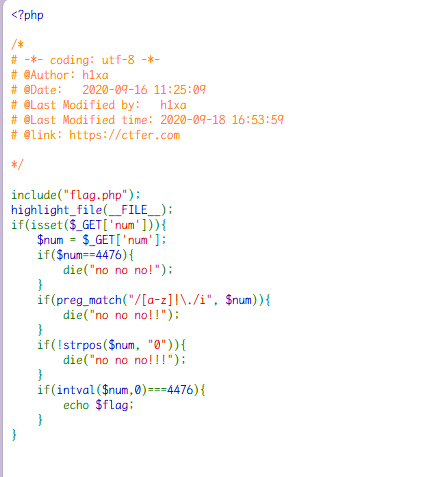 <?php
/*
# -*- coding: utf-8 -*-
# @Author: h1xa
# @Date:   2020-09-16 11:25:09
# @Last Modified by:   h1xa
# @Last Modified time: 2020-09-18 16:53:59
# @link: https://ctfer.com
*/
include("flag.php");
highlight_file(__FILE__);
if(isset($_GET['num'])){
    $num = $_GET['num'];
    if($num==4476){
        die("no no no!");
    }
    if(preg_match("/[a-z]|\./i", $num)){
        die("no no no!!");
    }
    if(!strpos($num, "0")){
        die("no no no!!!");
    }
    if(intval($num,0)===4476){
        echo $flag;
    }
}